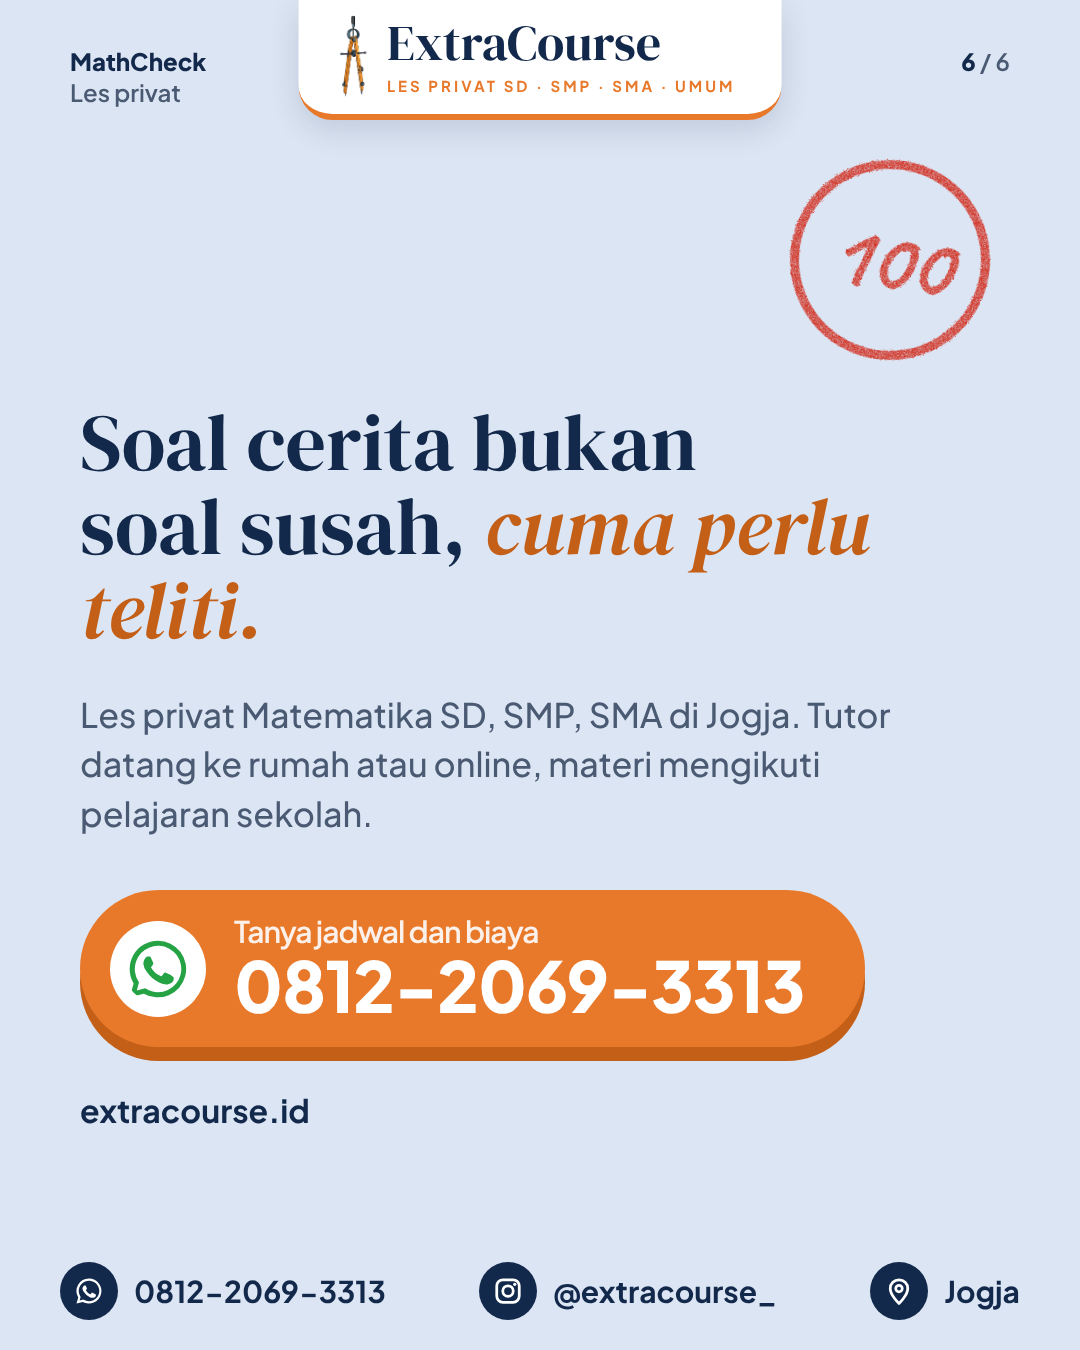 MathCheck
Les privat
ExtraCourse
LES PRIVAT SD · SMP · SMA · UMUM
6 / 6
100
Soal cerita bukan
soal susah, cuma perlu
teliti.
Les privat Matematika SD, SMP, SMA di Jogja. Tutor
datang ke rumah atau online, materi mengikuti
pelajaran sekolah.
Tanya jadwal dan biaya
0812-2069-3313
extracourse.id
0812-2069-3313
@extracourse_
Jogja